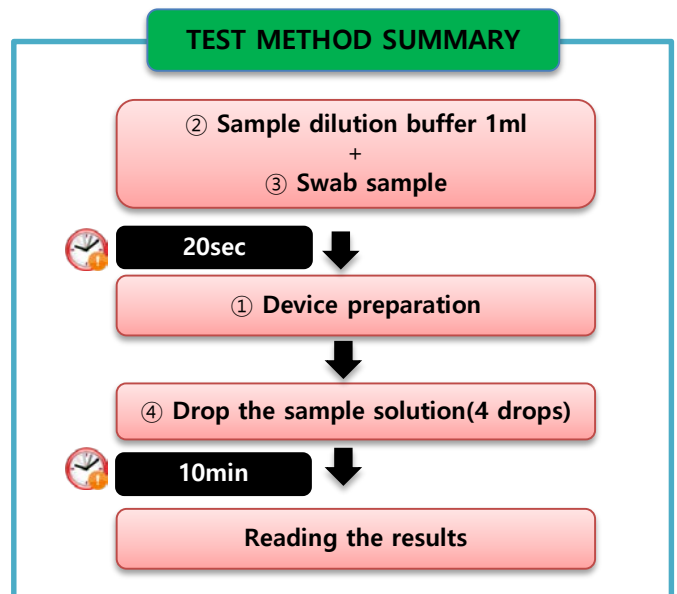 TEST METHOD SUMMARY
② Sample dilution buffer 1ml
+
③ Swab sample
20sec
① Device preparation
④ Drop the sample solution(4 drops)
10min
Reading the results